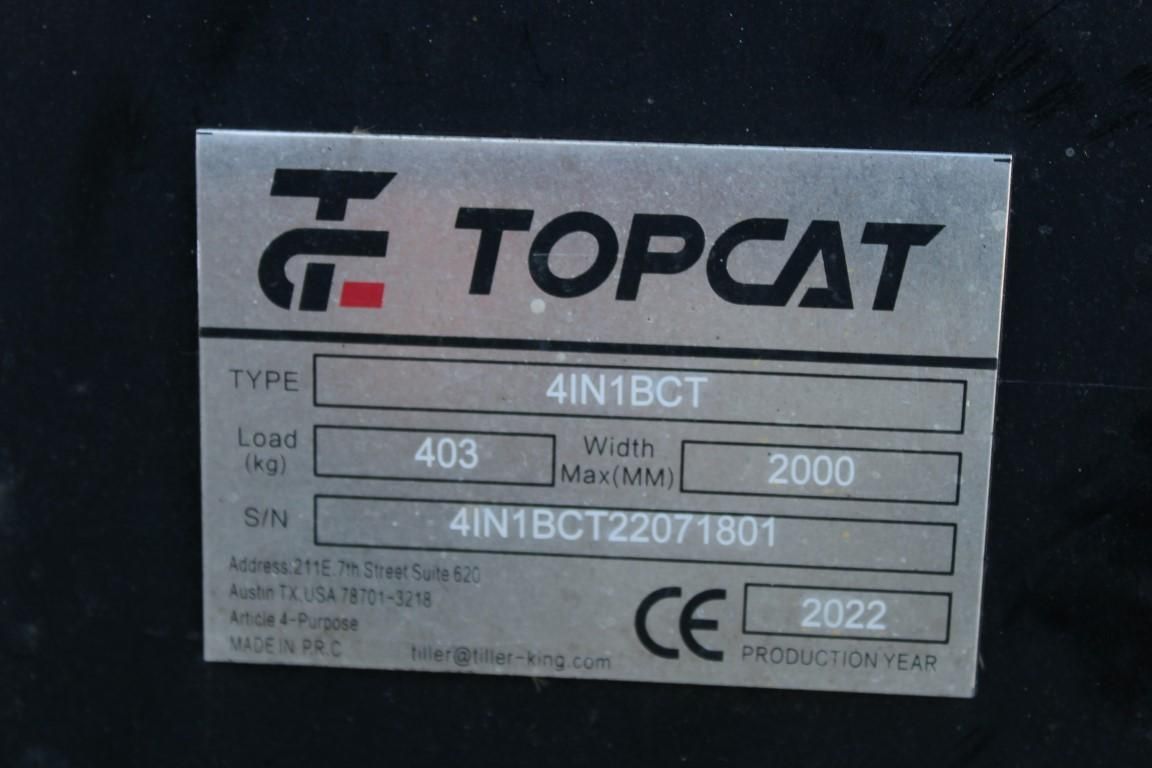 TOPCAT
TYPE 4IN1BCT
Load (kg) 403 Width Max(MM) 2000
S/N 4IN1BCT22071801
Address:211E.7th Street Suite 620
Austin TX.USA 78701-3218
Article 4-Purpose
MADE IN P.R.C
tiller@tiller-king.com
CE
2022
PRODUCTION YEAR